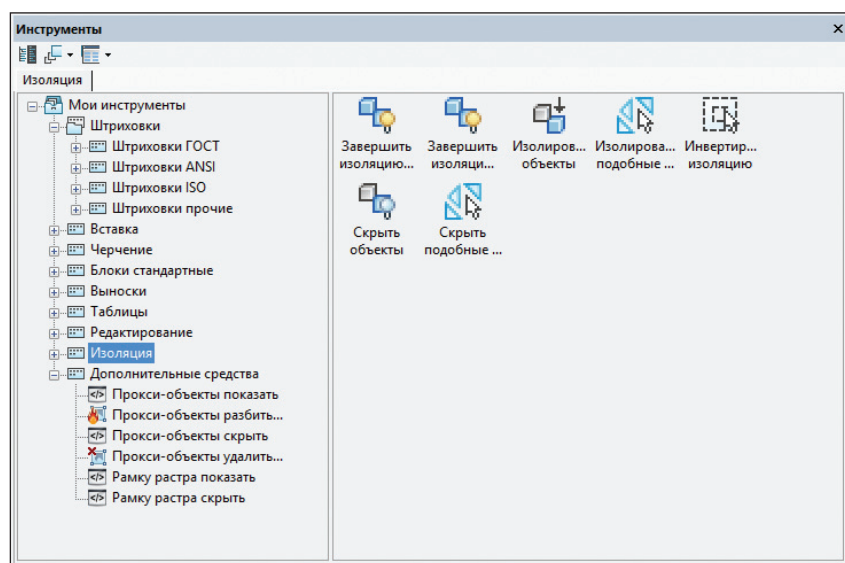 Инструменты
Изоляция
Мои инструменты
Штриховки
Штриховки ГОСТ
Штриховки ANSI
Штриховки ISO
Штриховки прочие
Вставка
Черчение
Блоки стандартные
Выноски
Таблицы
Редактирование
Изоляция
Дополнительные средства
Прокси-объекты показать
Прокси-объекты разбить...
Прокси-объекты скрыть
Прокси-объекты удалить...
Рамку растра показать
Рамку растра скрыть
Завершить изоляцию...
Завершить изоляци...
Изолиров... объекты
Изолирова... подобные ...
Инвертир... изоляцию
Скрыть объекты
Скрыть подобные ...